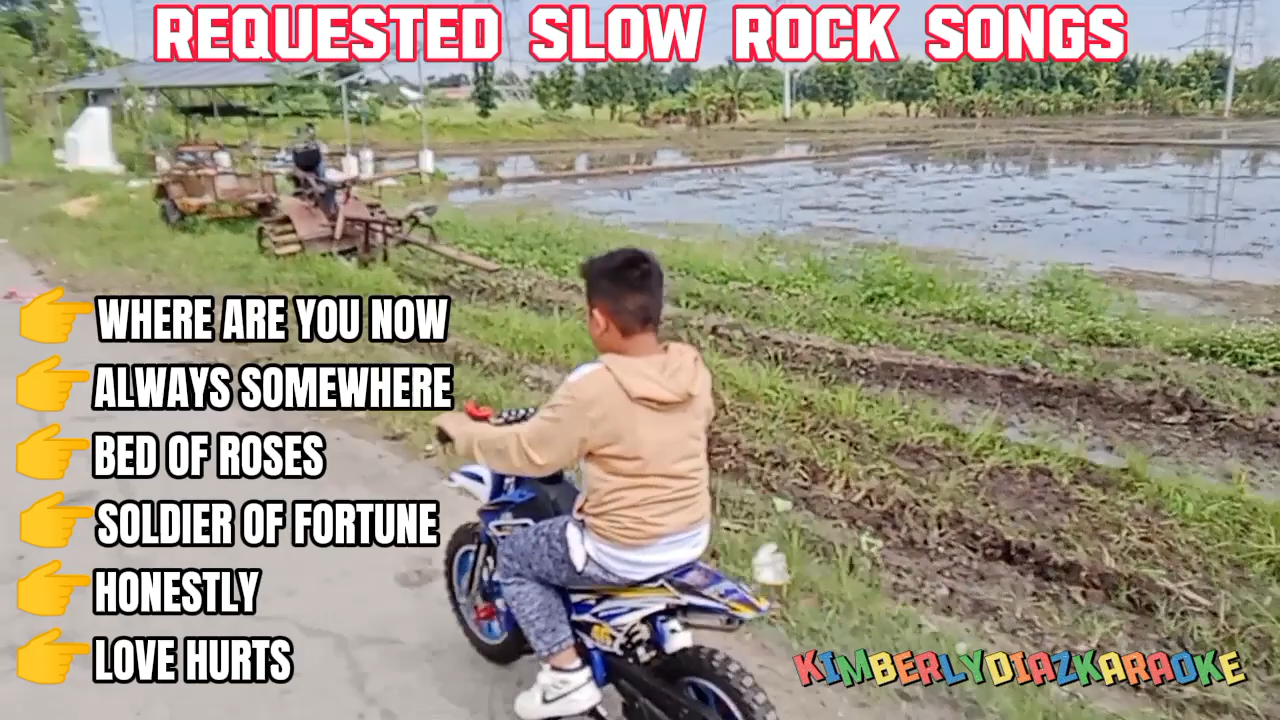 REQUESTED SLOW ROCK SONGS
WHERE ARE YOU NOW
ALWAYS SOMEWHERE
BED OF ROSES
SOLDIER OF FORTUNE
HONESTLY
LOVE HURTS
KIMBERLYDIAZKARAOKE